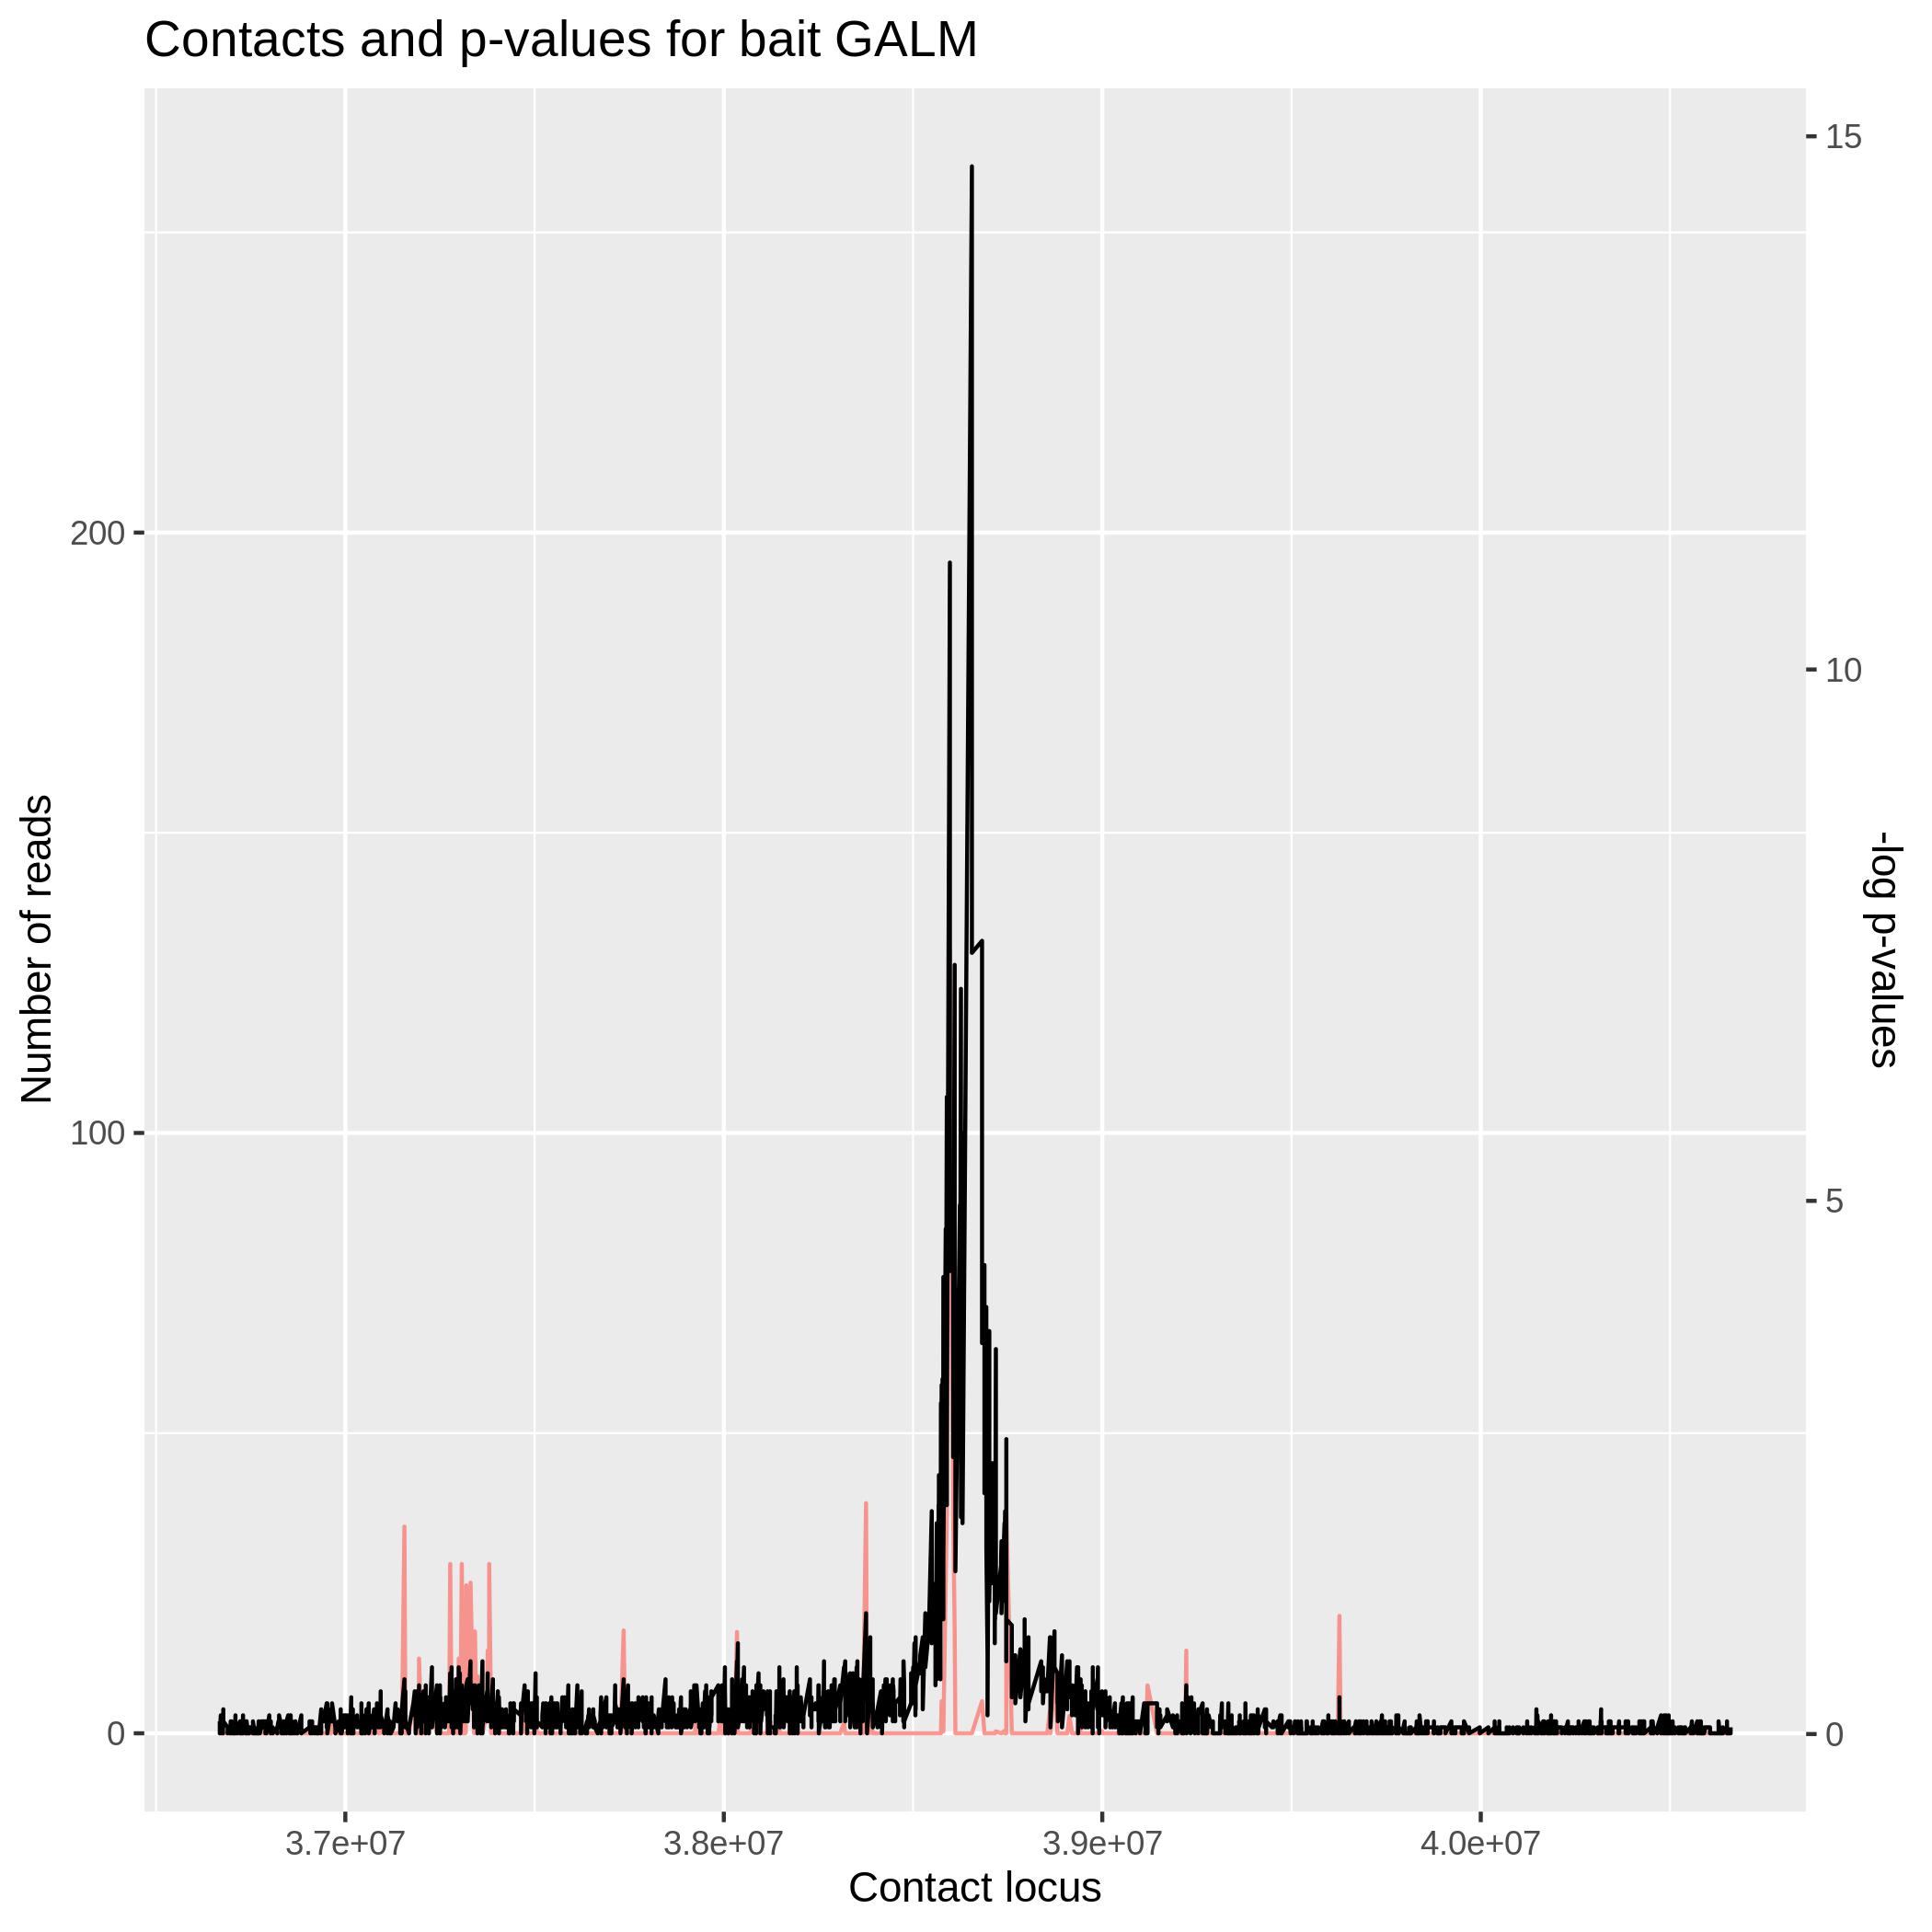 Contacts and p-values for bait GALM
Number of reads
200
100
0
15
10
5
0
-log p-values
3.7e+07
3.8e+07
3.9e+07
4.0e+07
Contact locus